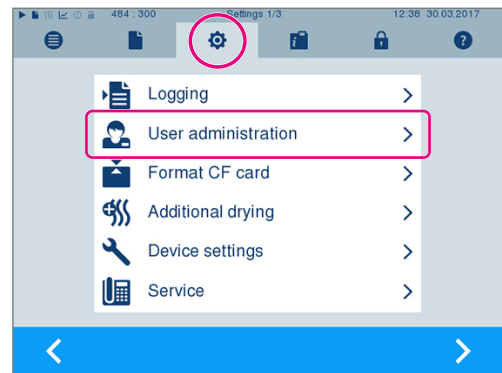 484 : 300 Settings 1/3 12:38 30.03.2017
Logging
User administration
Format CF card
Additional drying
Device settings
Service